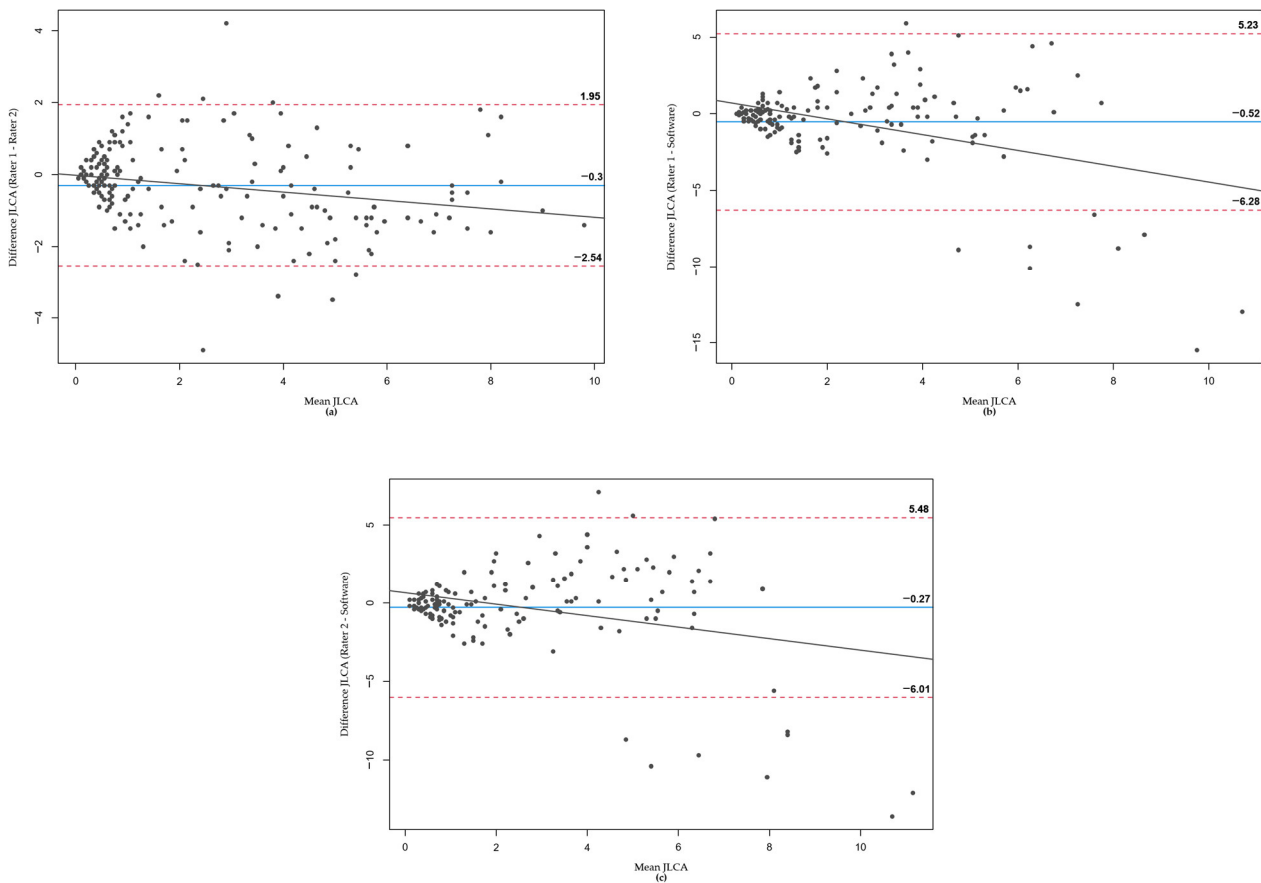 4
2
0
−2
−4
Difference JLCA (Rater 1 - Rater 2)
1.95
−0.3
−2.54
0 2 4 6 8 10
Mean JLCA
(a)
5
0
−5
−10
−15
Difference JLCA (Rater 1 - Software)
5.23
−0.52
−6.28
0 2 4 6 8 10
Mean JLCA
(b)
5
0
−5
−10
Difference JLCA (Rater 2 - Software)
5.48
−0.27
−6.01
0 2 4 6 8 10
Mean JLCA
(c)